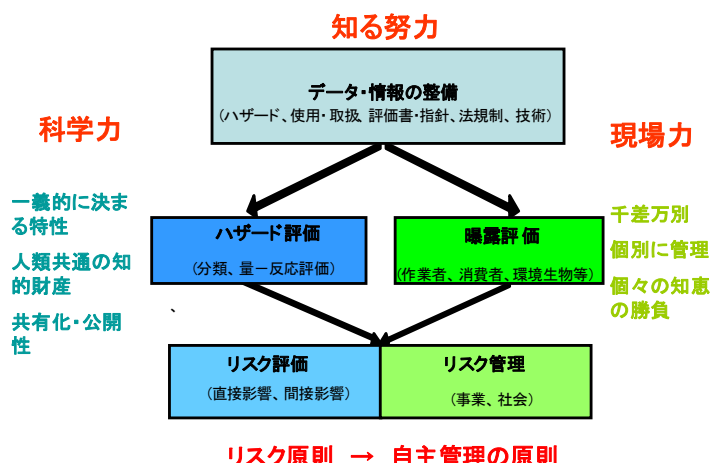 知る努力
データ・情報の整備
（ハザード、使用・取扱、評価書・指針、法規制、技術）
科学力
現場力
一義的に決ま
る特性
人類共通の知
的財産
共有化・公開
性
ハザード評価
（分類、量－反応評価）
曝露評価
（作業者、消費者、環境生物等）
千差万別
個別に管理
個々の知恵
の勝負
、
リスク評価
（直接影響、間接影響）
リスク管理
（事業、社会）
リスク原則 → 自主管理の原則